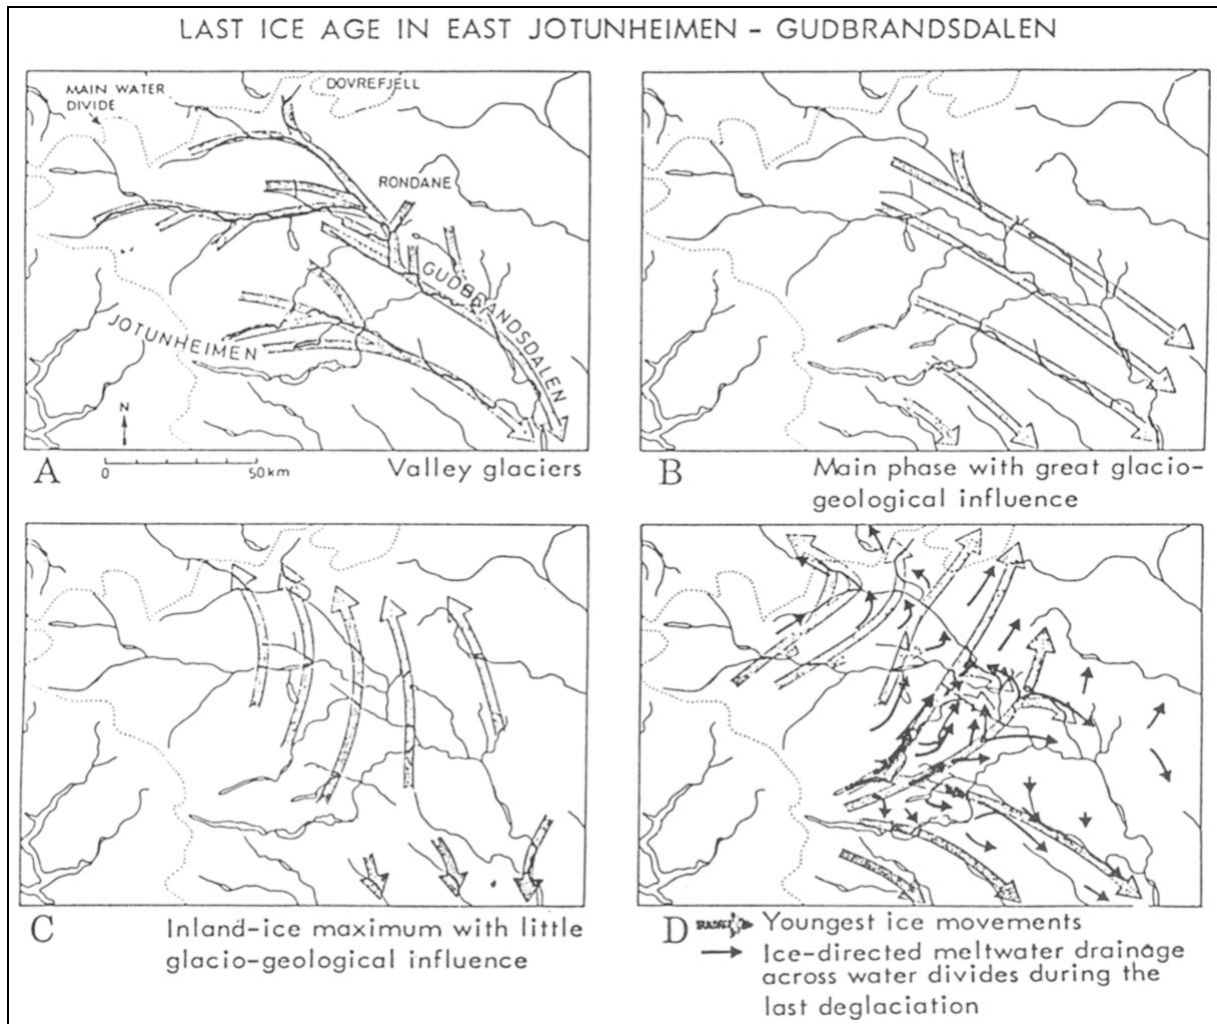 LAST ICE AGE IN EAST JOTUNHEIMEN - GUDBRANDSDALEN
MAIN WATER
DIVIDE
DOVREFJELL
RONDANE
GUDBRANDSDALEN
JOTUNHEIMEN
N
0 50 km
A Valley glaciers
B Main phase with great glacio-
geological influence
C Inland-ice maximum with little
glacio-geological influence
D Youngest ice movements
Ice-directed meltwater drainage
across water divides during the
last deglaciation